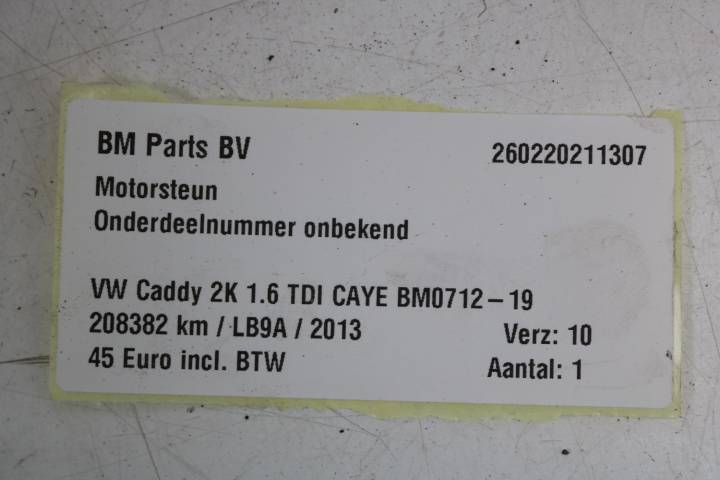 BM Parts BV 260220211307
Motorsteun
Onderdeelnummer onbekend
VW Caddy 2K 1.6 TDI CAYE BM0712-19
208382 km / LB9A / 2013 Verz: 10
45 Euro incl. BTW Aantal: 1